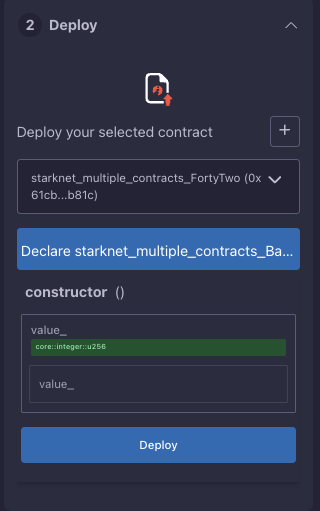 2 Deploy
Deploy your selected contract
+
starknet_multiple_contracts_FortyTwo (0x
61cb...b81c)
Declare starknet_multiple_contracts_Ba...
constructor ()
value_
core::integer::u256
value_
Deploy